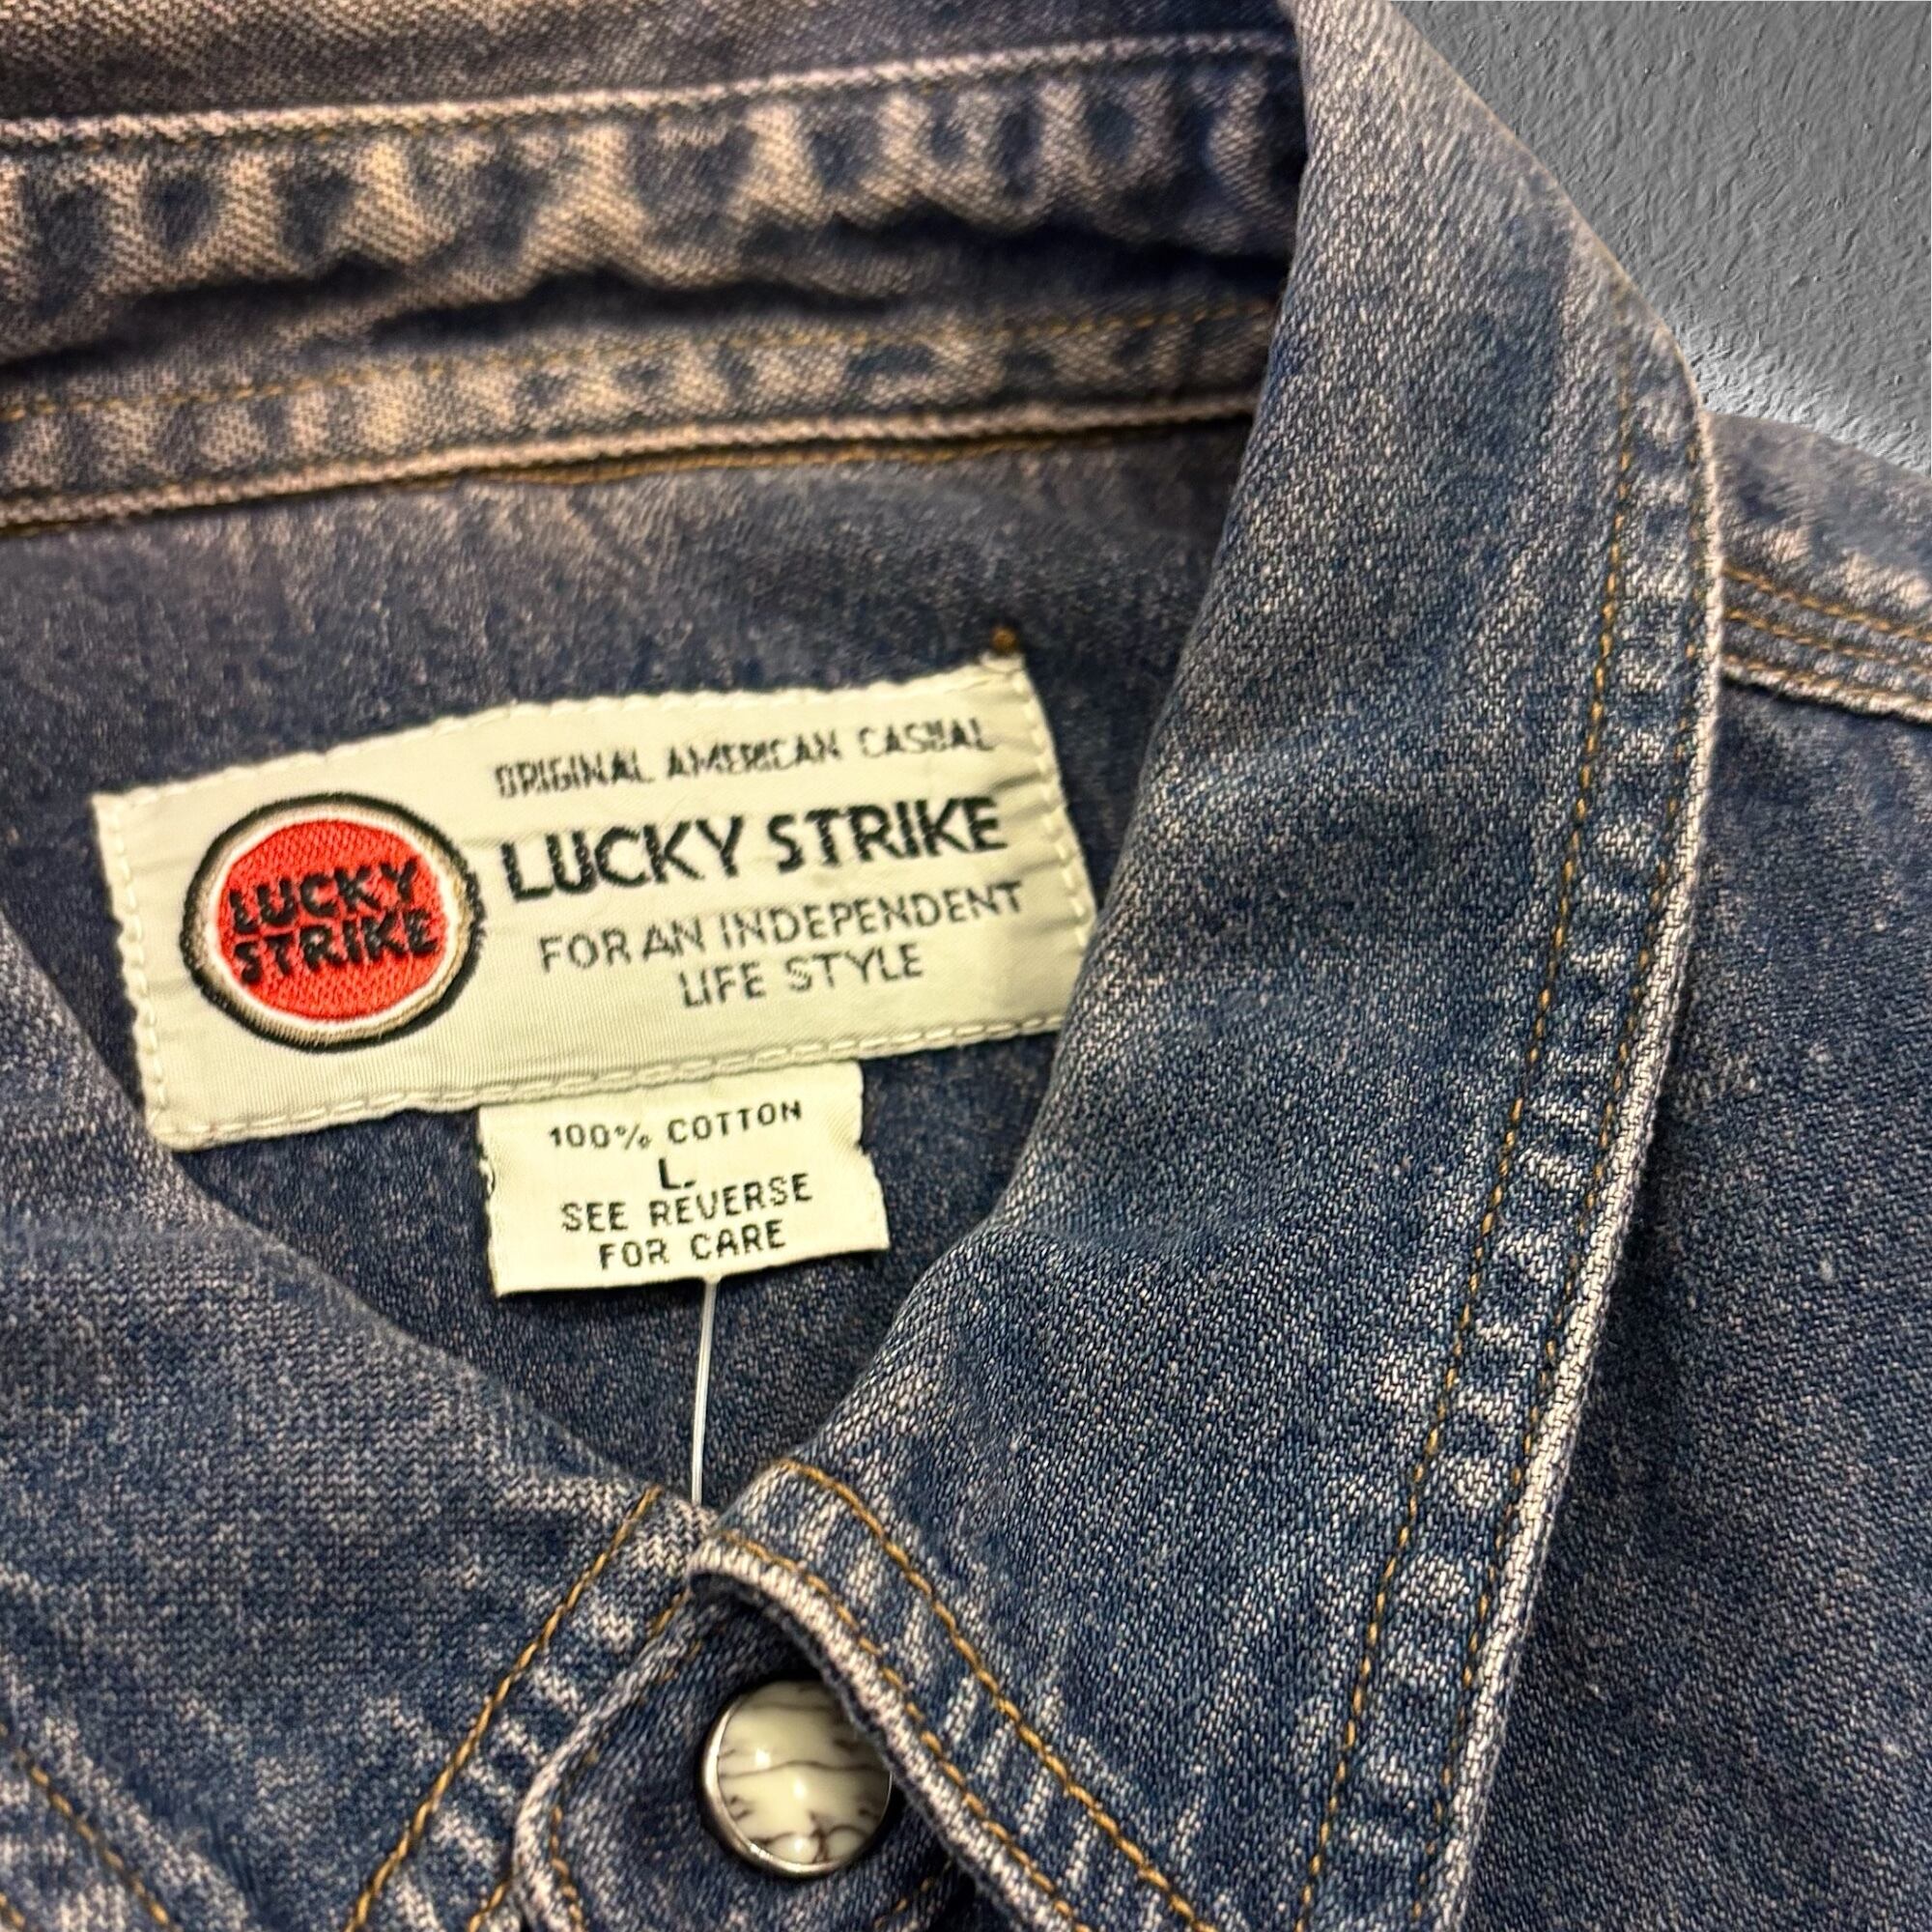 ORIGINAL AMERICAN CASUAL
LUCKY STRIKE
FOR AN INDEPENDENT
LIFE STYLE
LUCKY
STRIKE
100% COTTON
L.
SEE REVERSE
FOR CARE